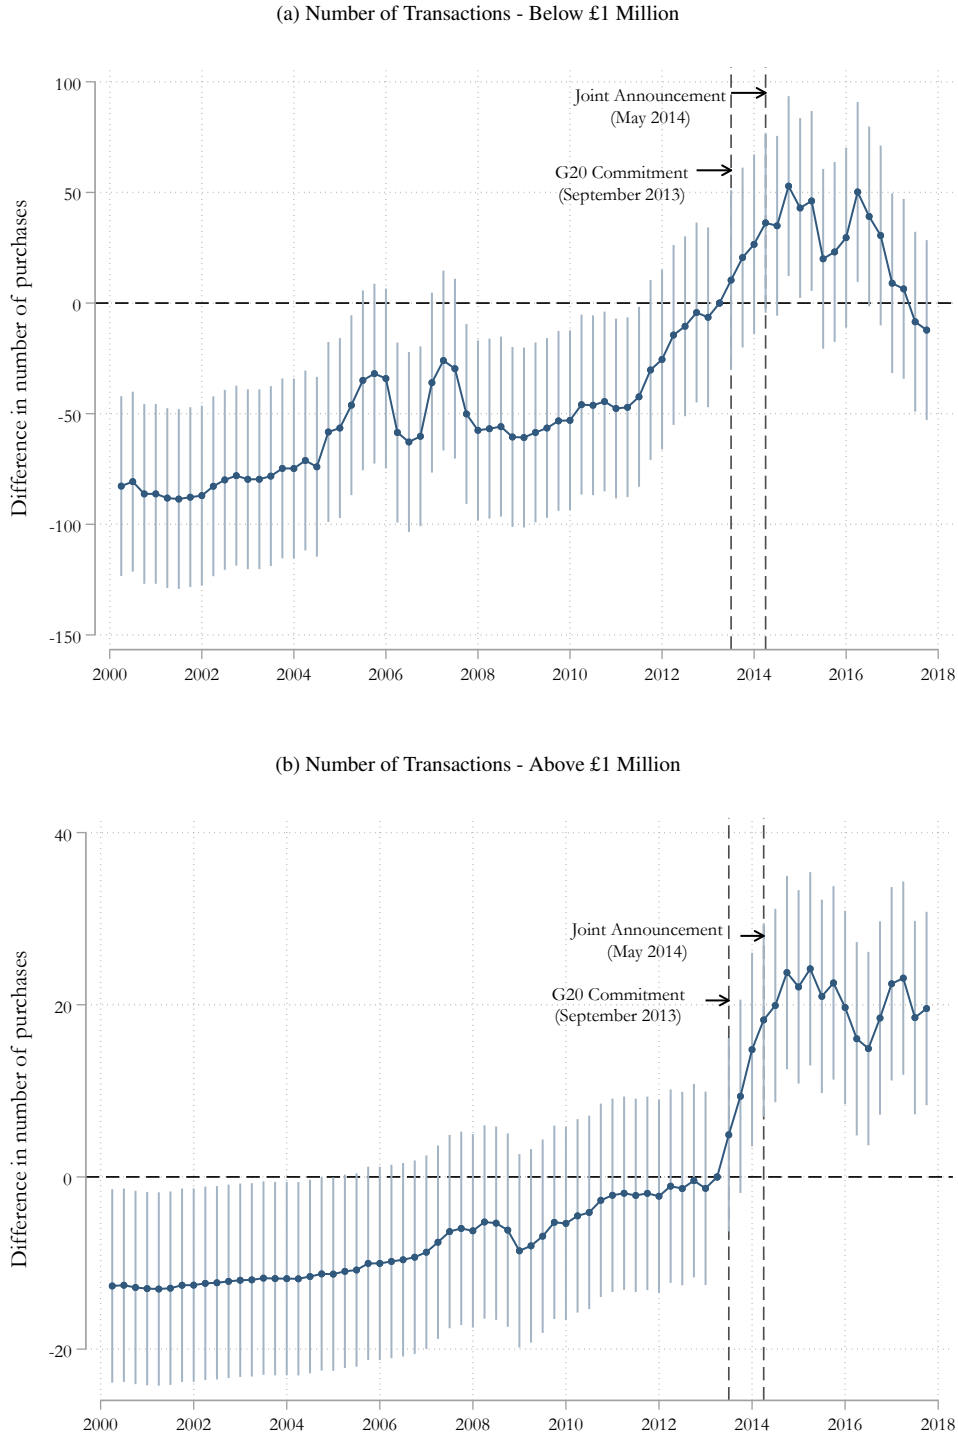 (a) Number of Transactions - Below £1 Million
Difference in number of purchases
100
50
0
-50
-100
-150
Joint Announcement
(May 2014)
G20 Commitment
(September 2013)
2000 2002 2004 2006 2008 2010 2012 2014 2016 2018
(b) Number of Transactions - Above £1 Million
Difference in number of purchases
40
20
0
-20
Joint Announcement
(May 2014)
G20 Commitment
(September 2013)
2000 2002 2004 2006 2008 2010 2012 2014 2016 2018